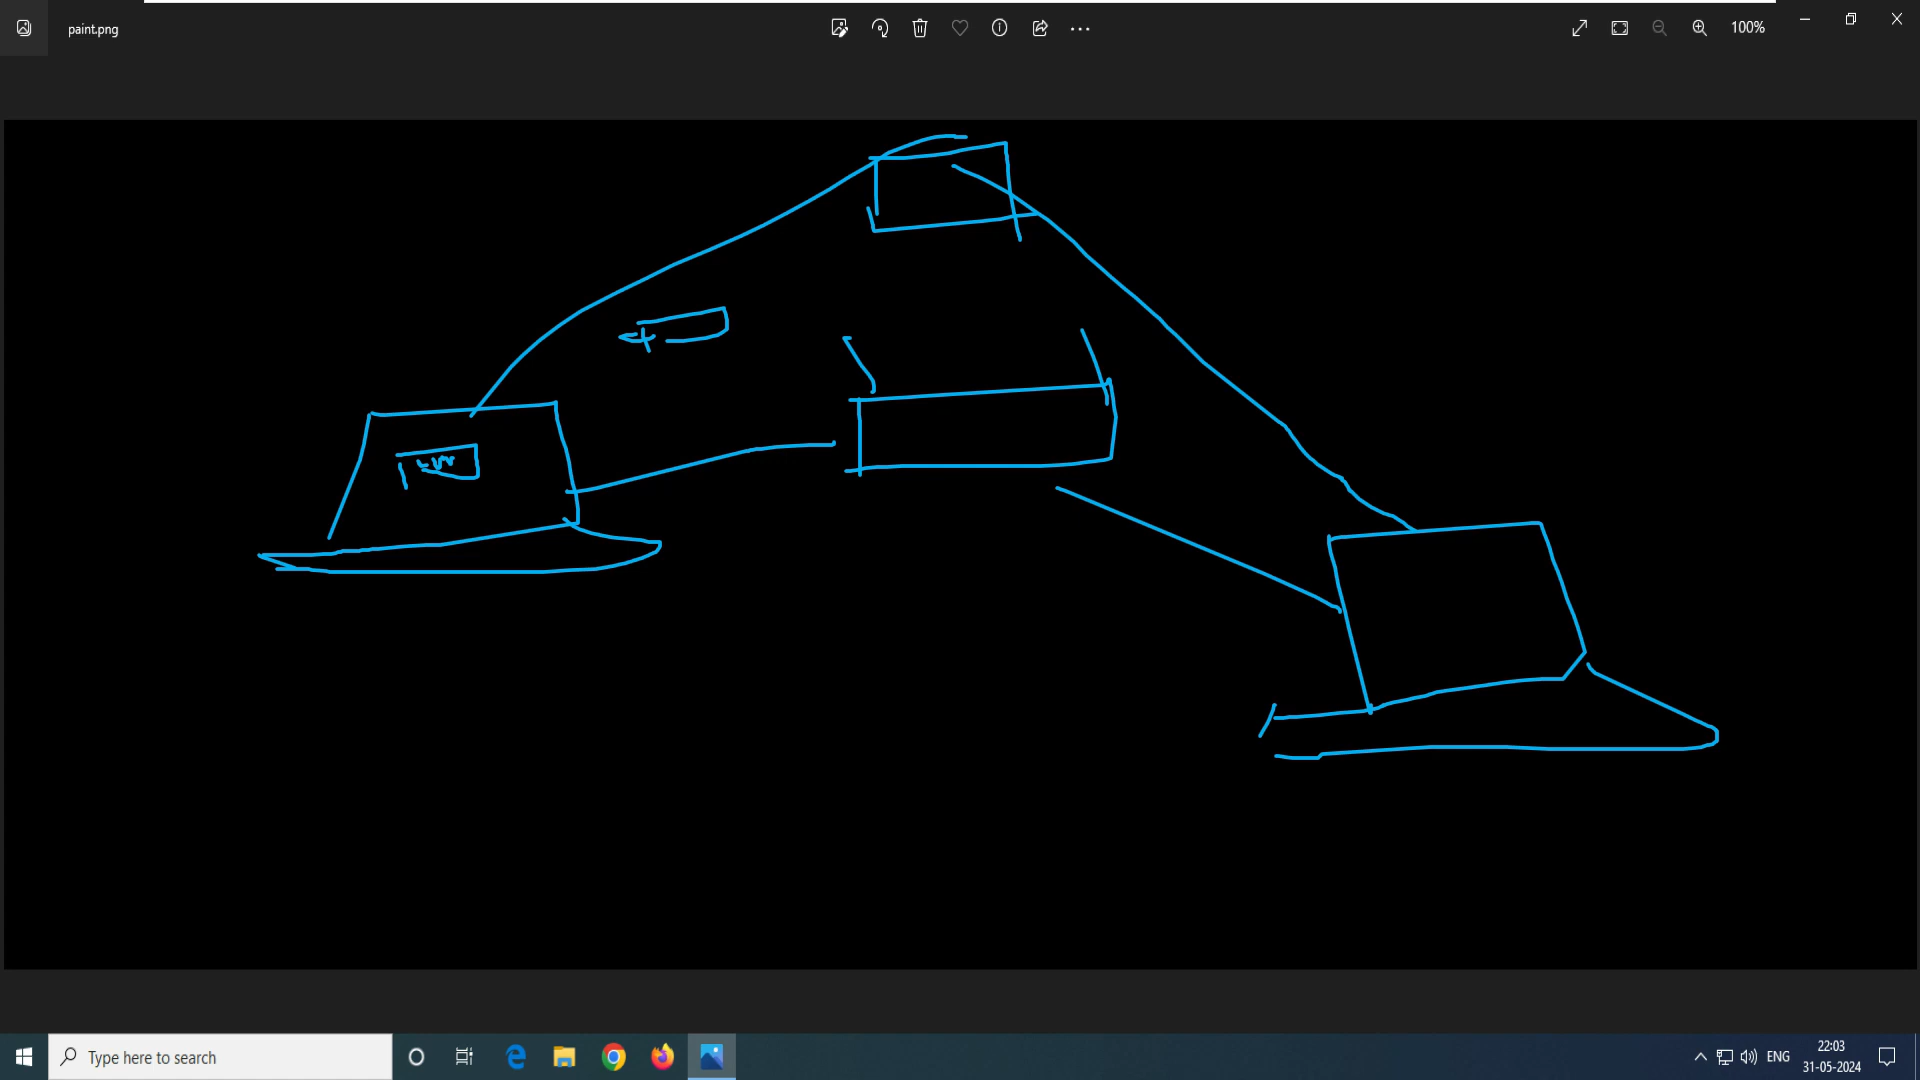 paint.png
100%
Type here to search
ENG
22:03
31-05-2024